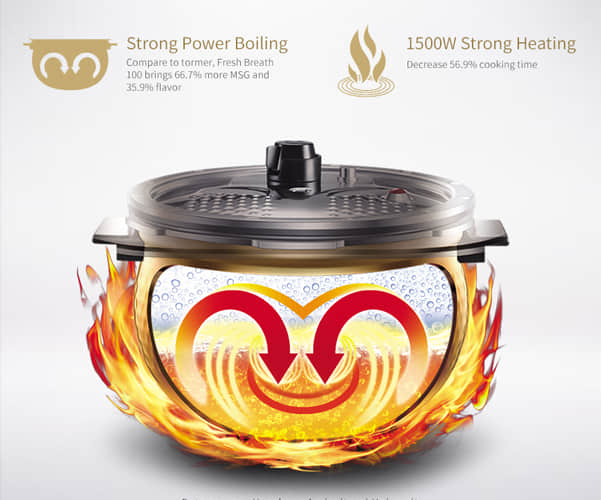 Strong Power Boiling
Compare to tormer, Fresh Breath
100 brings 66.7% more MSG and
35.9% flavor
1500W Strong Heating
Decrease 56.9% cooking time